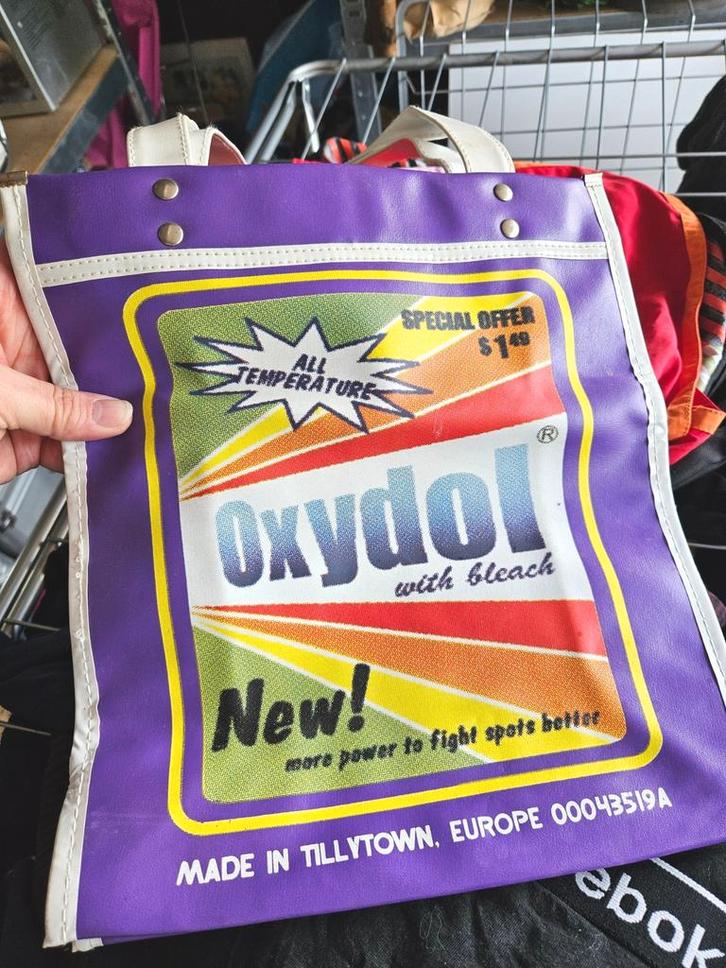 SPECIAL OFFER
$ 1 49
ALL
TEMPERATURE
Oxydol®
with bleach
New!
more power to fight spots better
MADE IN TILLYTOWN, EUROPE 00043519A
ebok